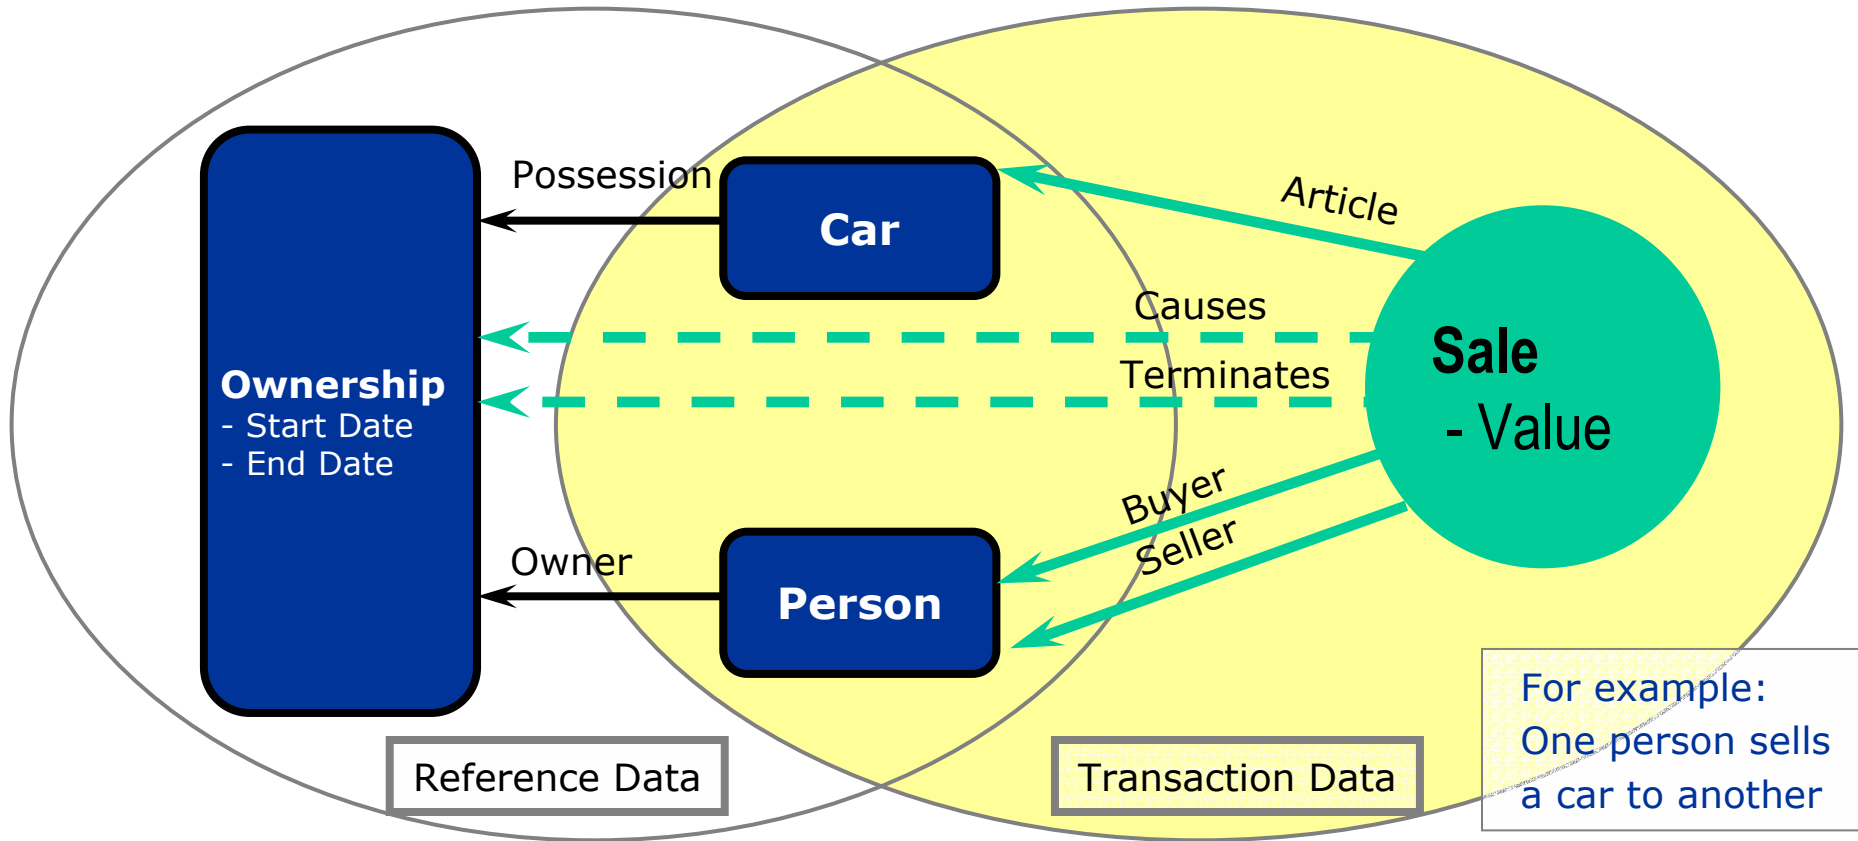 Possession
Car
Article
Causes
Terminates
Ownership
- Start Date
- End Date
Sale
- Value
Buyer
Seller
Owner
Person
Reference Data
Transaction Data
For example:
One person sells
a car to another